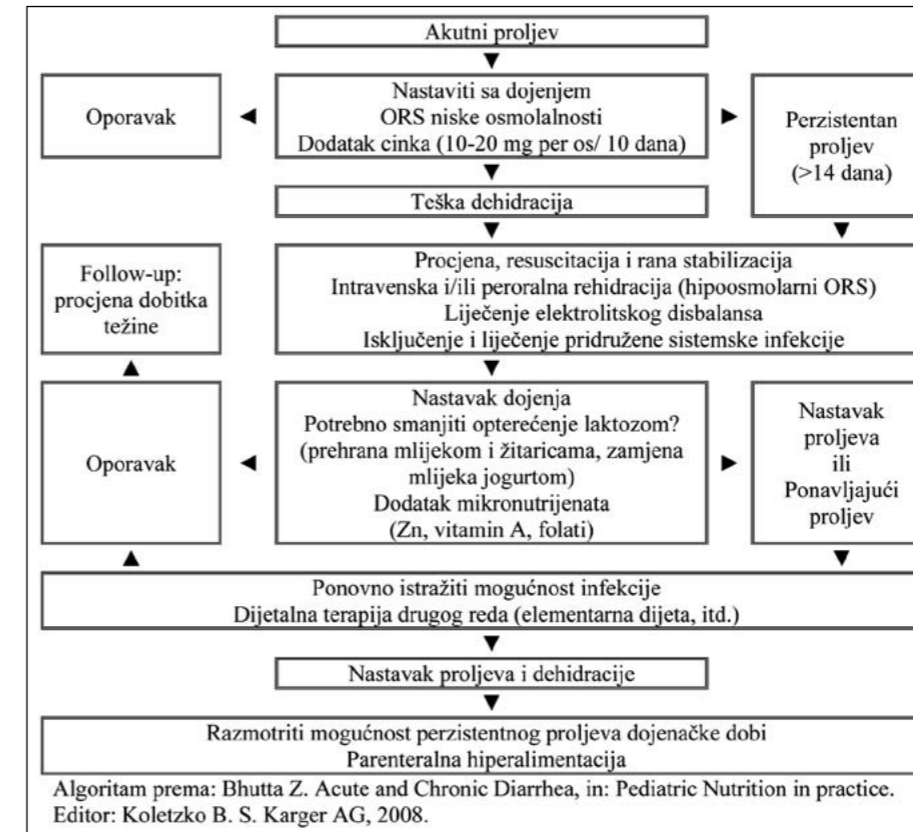 Akutni proljev
Oporavak
Nastaviti sa dojenjem
ORS niske osmolalnosti
Dodatak cinka (10-20 mg per os/ 10 dana)
Perzistentan
proljev
(>14 dana)
Teška dehidracija
Follow-up:
procjena dobitka
težine
Procjena, resuscitacija i rana stabilizacija
Intravenska i/ili peroralna rehidracija (hipoosmolarni ORS)
Liječenje elektrolitskog disbalansa
Isključenje i liječenje pridružene sistemske infekcije
Oporavak
Nastavak dojenja
Potrebno smanjiti opterećenje laktozom?
(prehrana mlijekom i žitaricama, zamjena
mlijeka jogurtom)
Dodatak mikronutrijenata
(Zn, vitamin A, folati)
Nastavak
proljeva
ili
Ponavljajući
proljev
Ponovno istražiti mogućnost infekcije
Dijetalna terapija drugog reda (elementarna dijeta, itd.)
Nastavak proljeva i dehidracije
Razmotriti mogućnost perzistentnog proljeva dojenačke dobi
Parenteralna hiperalimentacija
Algoritam prema: Bhutta Z. Acute and Chronic Diarrhea, in: Pediatric Nutrition in practice.
Editor: Koletzko B. S. Karger AG, 2008.